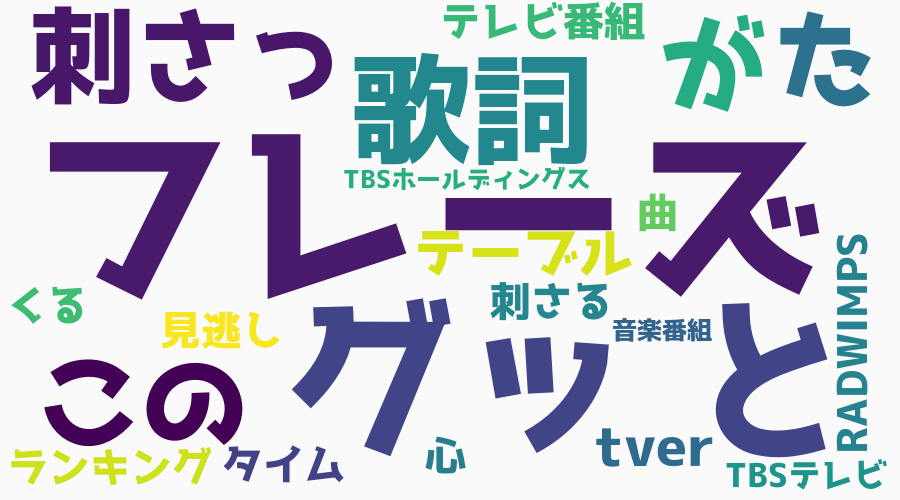 刺さっ
テレビ番組
がた
歌詞
TBSホールディングス
フレーズ
曲
テーブル
RADWIMPS
くる
刺さる
見逃し
グッと
音楽番組
この
心
tver
ランキング
タイム
TBSテレビ